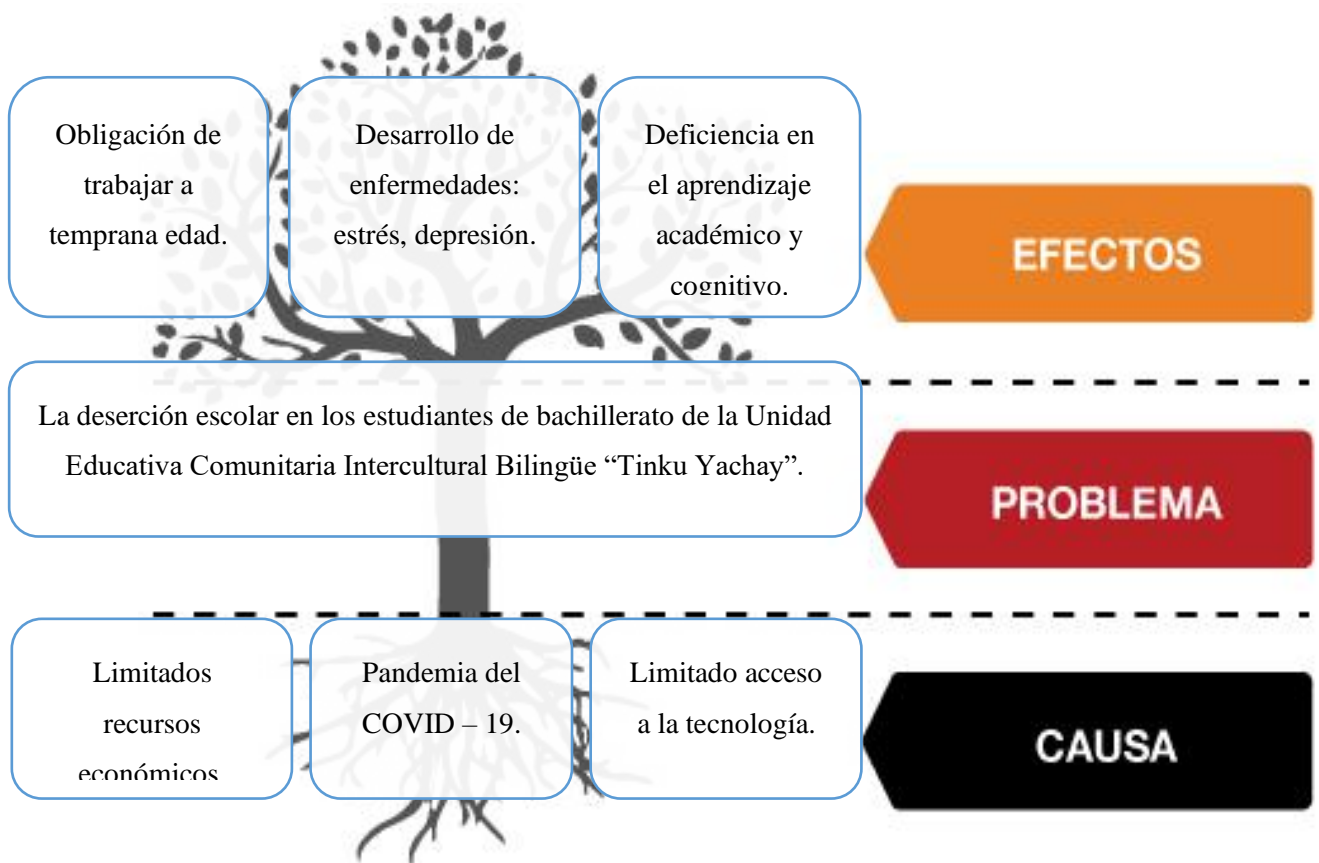 Obligación de
trabajar a
temprana edad.
Desarrollo de
enfermedades:
estrés, depresión.
Deficiencia en
el aprendizaje
académico y
cognitivo.
EFECTOS
La deserción escolar en los estudiantes de bachillerato de la Unidad
Educativa Comunitaria Intercultural Bilingüe “Tinku Yachay”.
PROBLEMA
Limitados
recursos
económicos
Pandemia del
COVID – 19.
Limitado acceso
a la tecnología.
CAUSA